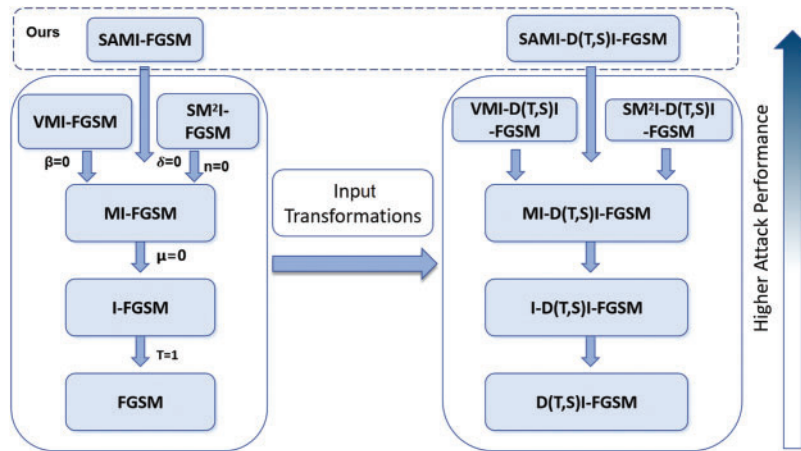 Ours
SAMI-FGSM
SAMI-D(T,S)I-FGSM
VMI-FGSM
SM²I-
FGSM
VMI-D(T,S)I
-FGSM
SM²I-D(T,S)I
-FGSM
β=0
δ=0
n=0
Input
Transformations
MI-FGSM
MI-D(T,S)I-FGSM
μ=0
I-FGSM
I-D(T,S)I-FGSM
T=1
FGSM
D(T,S)I-FGSM
Higher Attack Performance